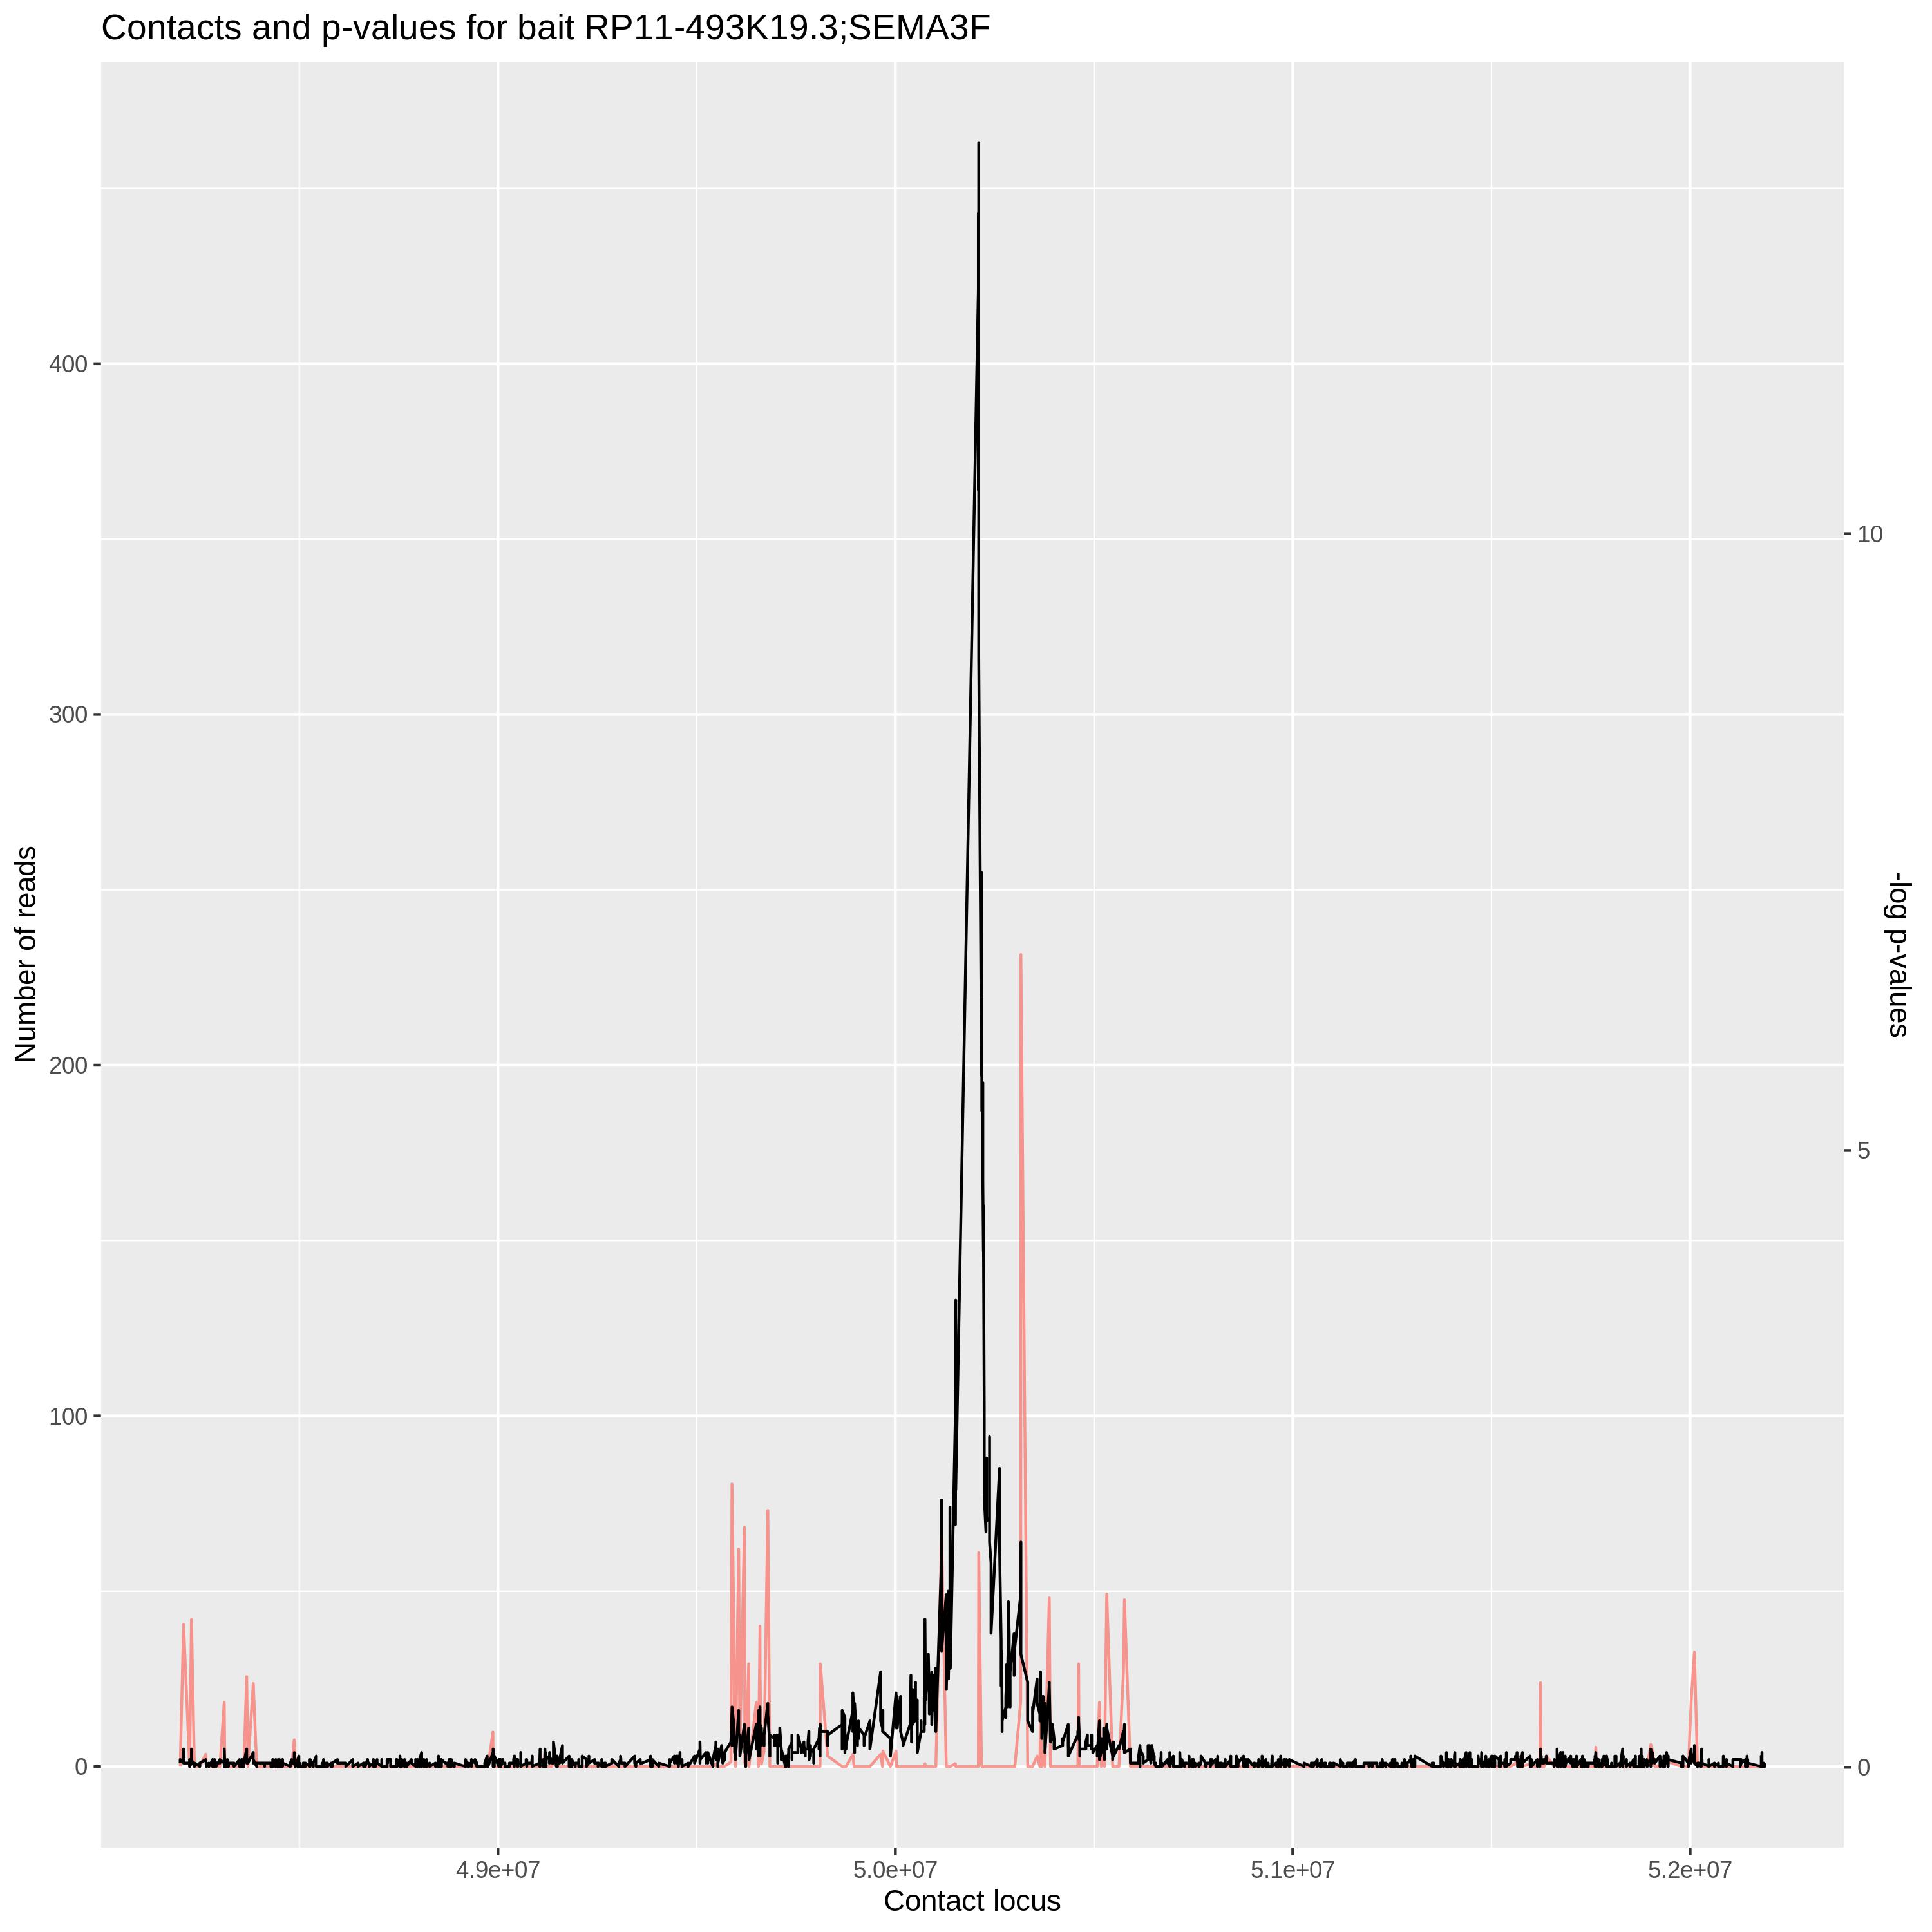 Contacts and p-values for bait RP11-493K19.3;SEMA3F
400
300
200
100
0
Number of reads
10
5
0
-log p-values
4.9e+07
5.0e+07
5.1e+07
5.2e+07
Contact locus